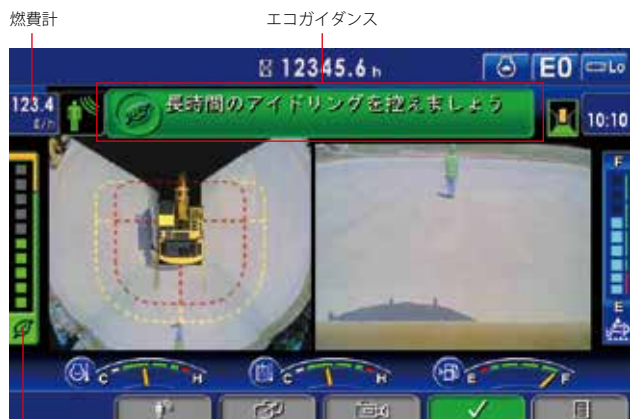 燃費計
エコガイダンス
12345.6 h
E0
Lo
123.4
ℓ/h
長時間のアイドリングを控えましょう
10:10
F
E
C
H
C
H
E
F